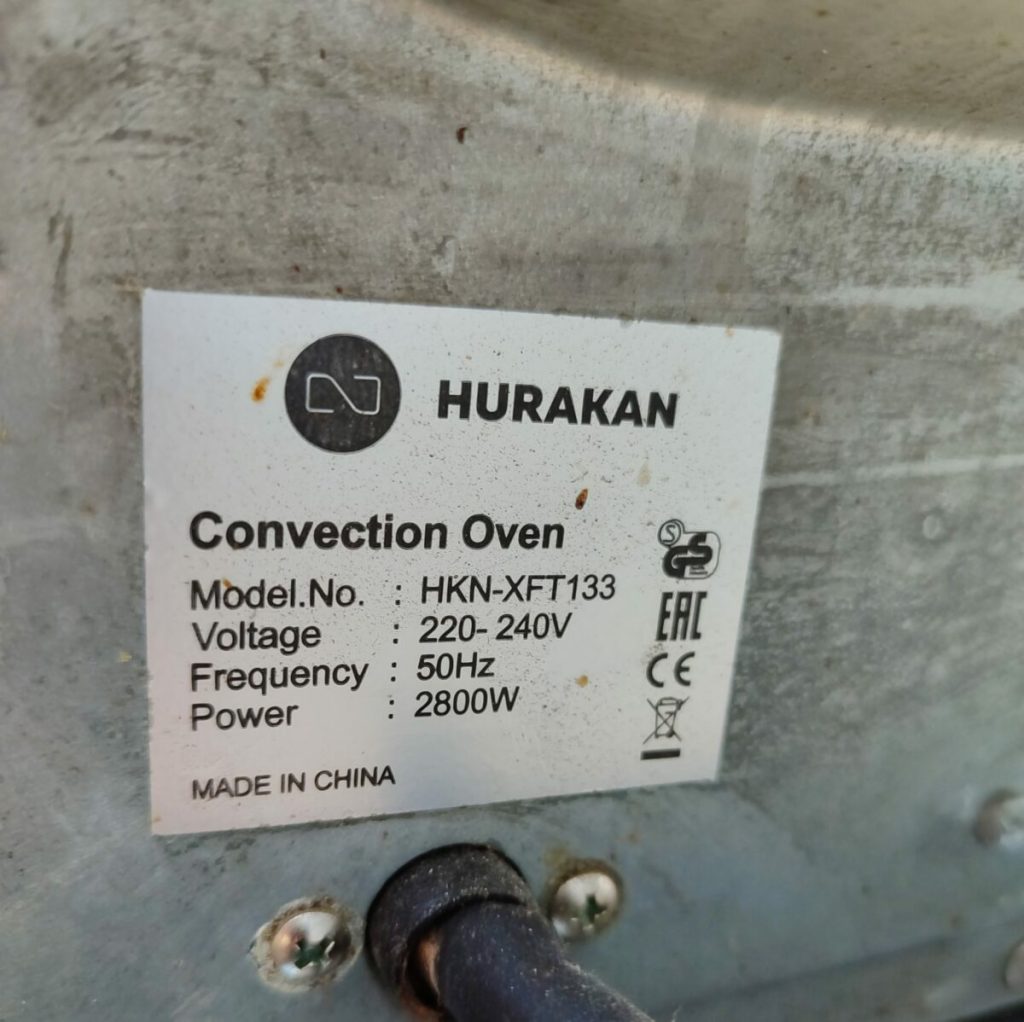 HURAKAN
Convection Oven
Model.No. : HKN-XFT133
Voltage : 220- 240V
Frequency : 50Hz
Power : 2800W
MADE IN CHINA
S
GS
EAC
CE